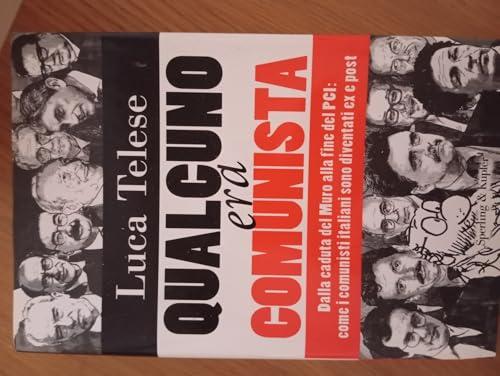 Luca Telese
QUALCUNO
era
COMUNISTA
Dalla caduta del Muro alla fine del PCI:
come i comunisti italiani sono diventati ex e post
Sperling & Kupfer